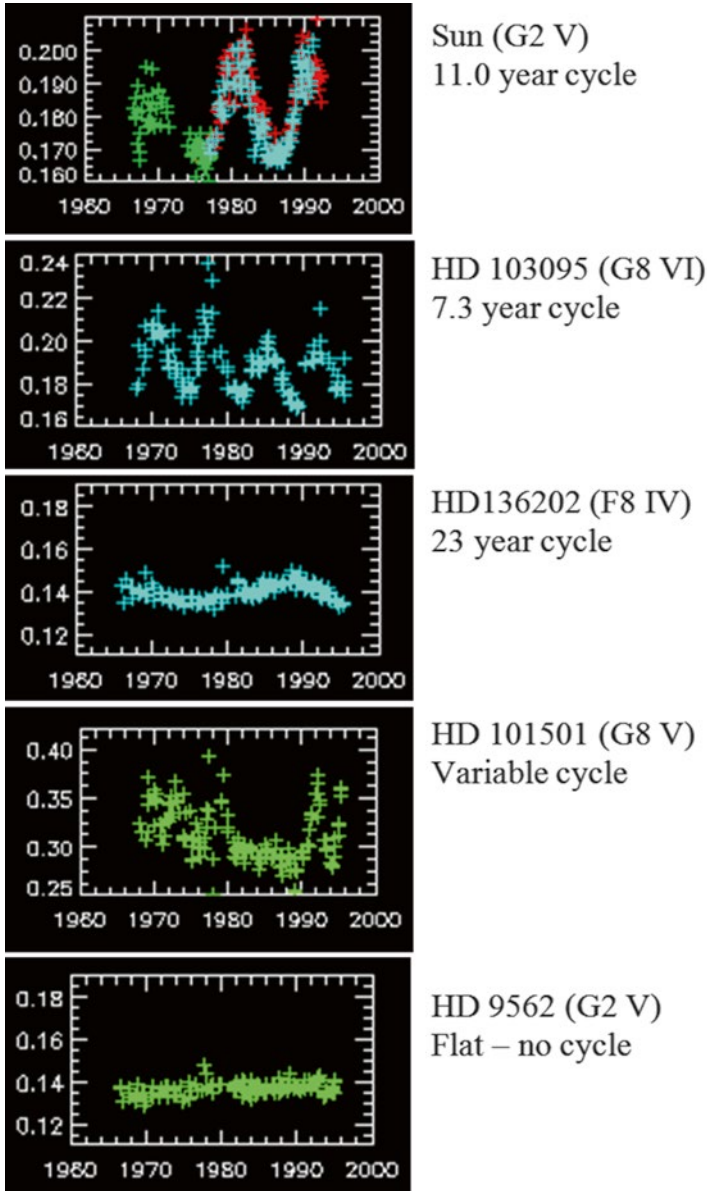 0.200
0.190
0.180
0.170
0.160
1960 1970 1980 1990 2000
Sun (G2 V)
11.0 year cycle
0.24
0.22
0.20
0.18
0.16
1960 1970 1980 1990 2000
HD 103095 (G8 VI)
7.3 year cycle
0.18
0.16
0.14
0.12
1960 1970 1980 1990 2000
HD136202 (F8 IV)
23 year cycle
0.40
0.35
0.30
0.25
1960 1970 1980 1990 2000
HD 101501 (G8 V)
Variable cycle
0.18
0.16
0.14
0.12
1960 1970 1980 1990 2000
HD 9562 (G2 V)
Flat – no cycle